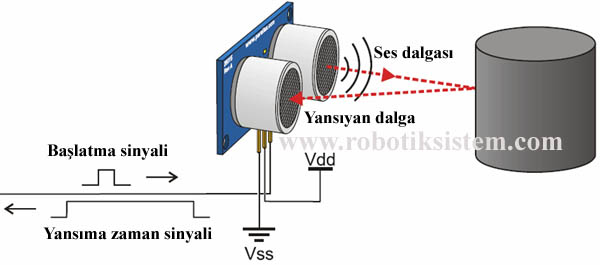 Ses dalgası
Yansıyan dalga
www.robotiksistem.com
Başlatma sinyali
Vdd
Yansıma zaman sinyali
Vss